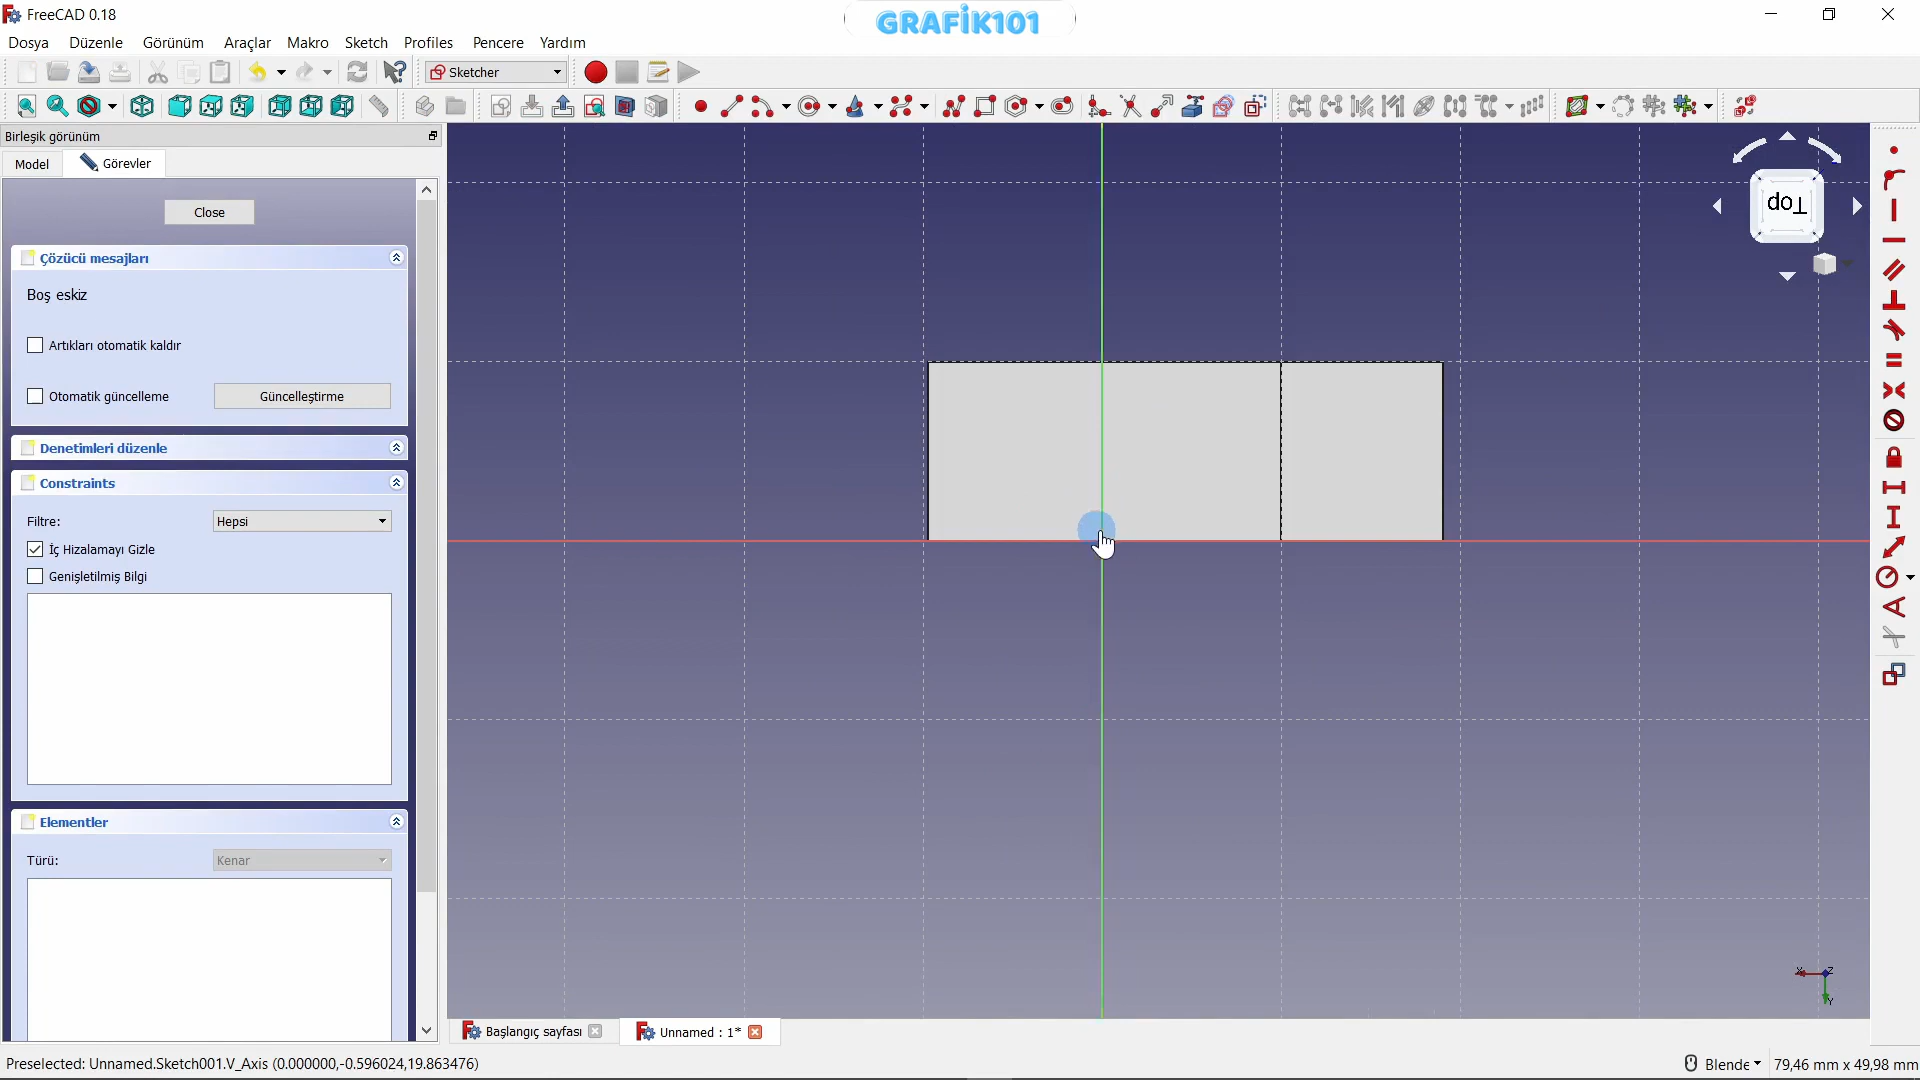 FreeCAD 0.18
GRAFİK101
Dosya Düzenle Görünüm Araçlar Makro Sketch Profiles Pencere Yardım
Sketcher
Birleşik görünüm
Model Görevler
Close
Çözücü mesajları
Boş eskiz
Artıkları otomatik kaldır
Otomatik güncelleme Güncelleştirme
Denetimleri düzenle
Constraints
Filtre: Hepsi
İç Hizalamayı Gizle
Genişletilmiş Bilgi
Elementler
Türü: Kenar
Top
X Z
Y
Başlangıç sayfası Unnamed : 1*
Preselected: Unnamed.Sketch001.V_Axis (0.000000,-0.596024,19.863476) Blende 79,46 mm x 49,98 mm